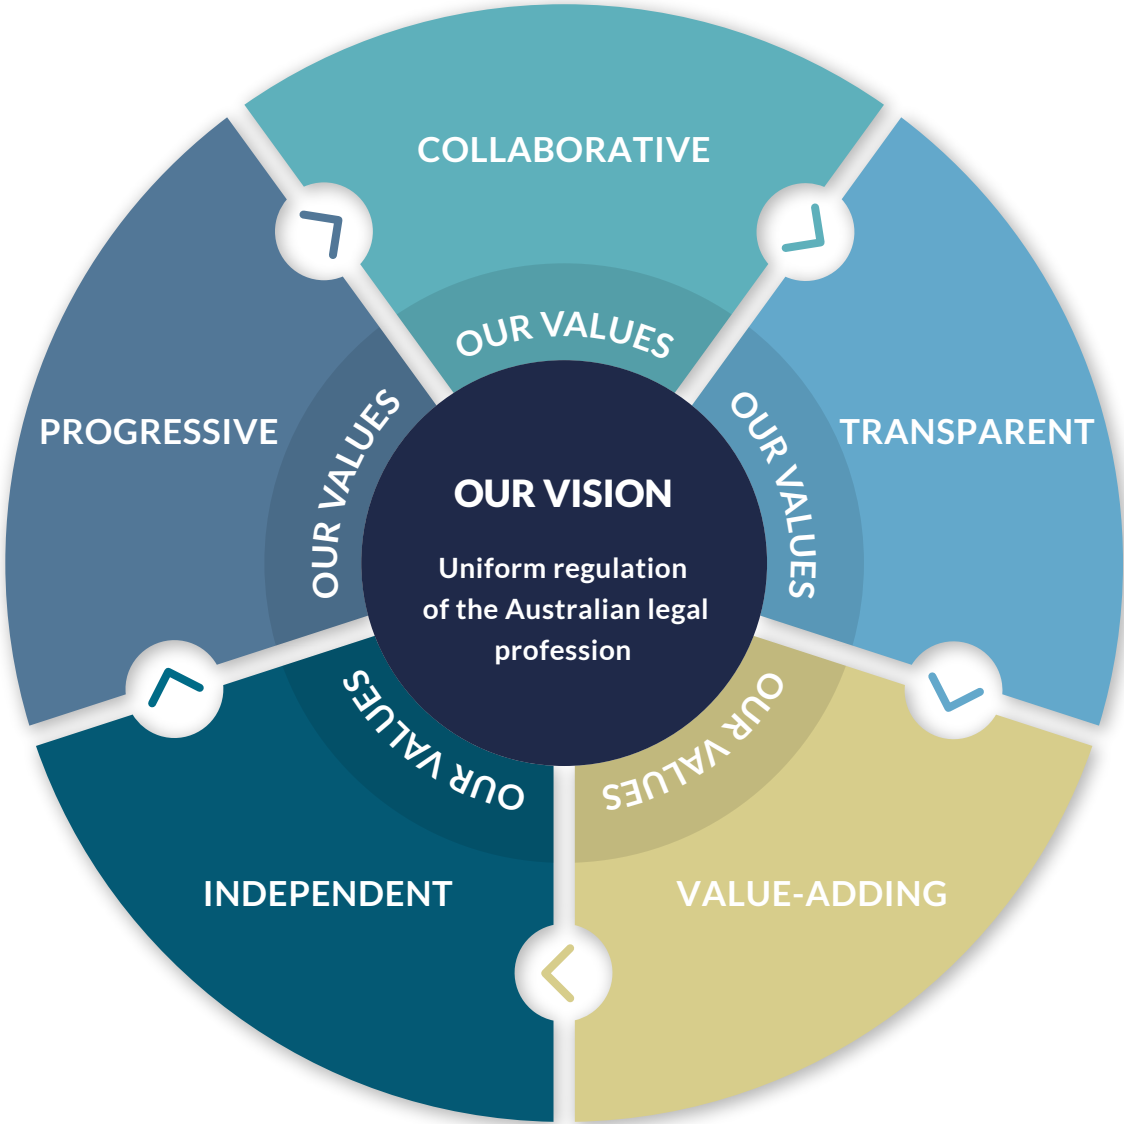 COLLABORATIVE
OUR VALUES
TRANSPARENT
OUR VALUES
VALUE-ADDING
OUR VALUES
INDEPENDENT
OUR VALUES
PROGRESSIVE
OUR VALUES
OUR VISION
Uniform regulation
of the Australian legal
profession